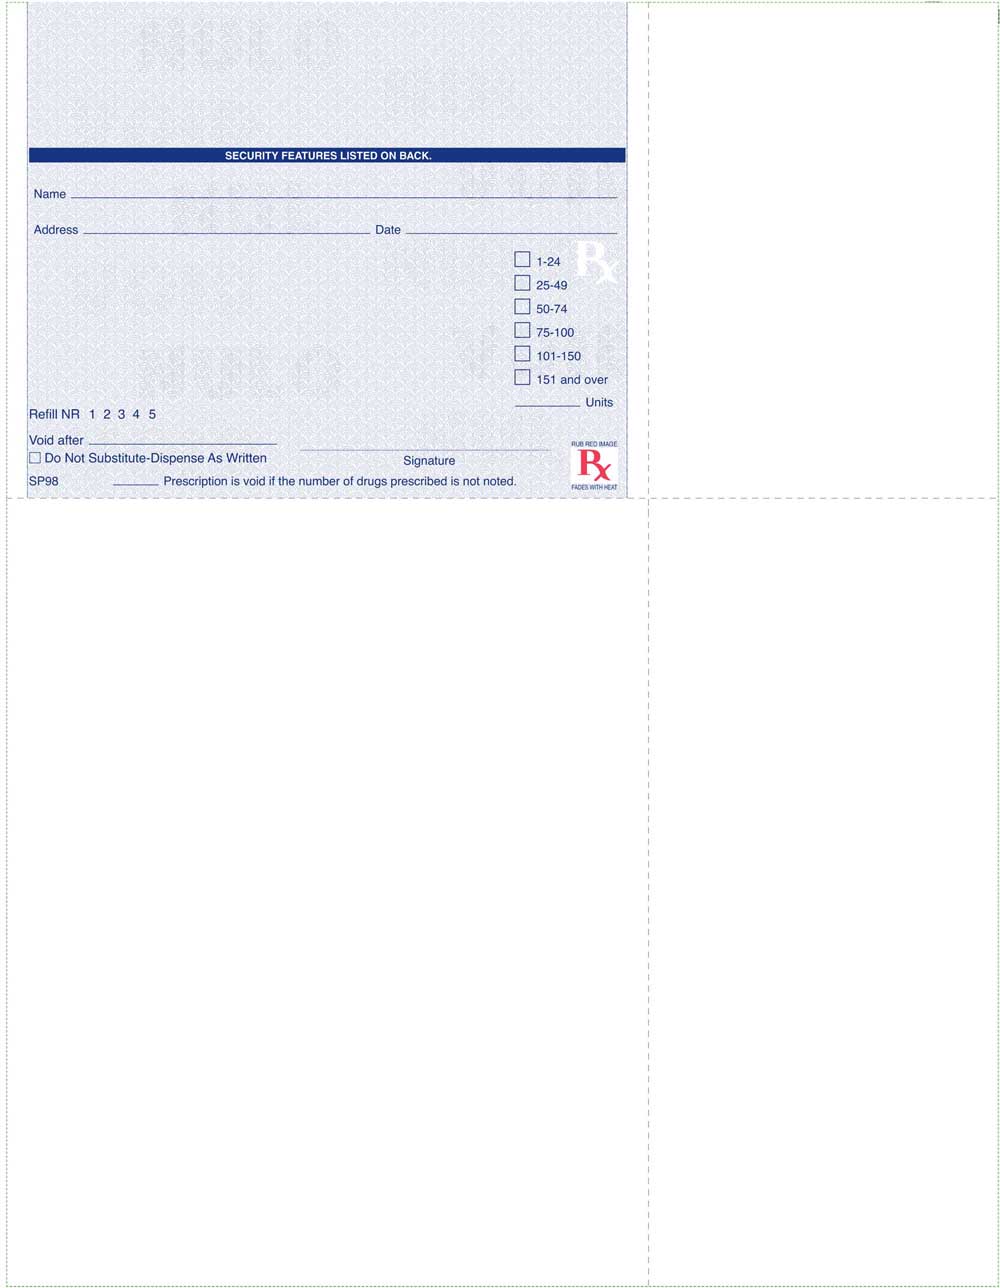 SECURITY FEATURES LISTED ON BACK.
Name
Address Date
1-24
25-49
50-74
75-100
101-150
151 and over
Units
Refill NR 1 2 3 4 5
Void after
Do Not Substitute-Dispense As Written
Signature
SP98 Prescription is void if the number of drugs prescribed is not noted.
Rx
RUB RED IMAGE
Rx
FADES WITH HEAT